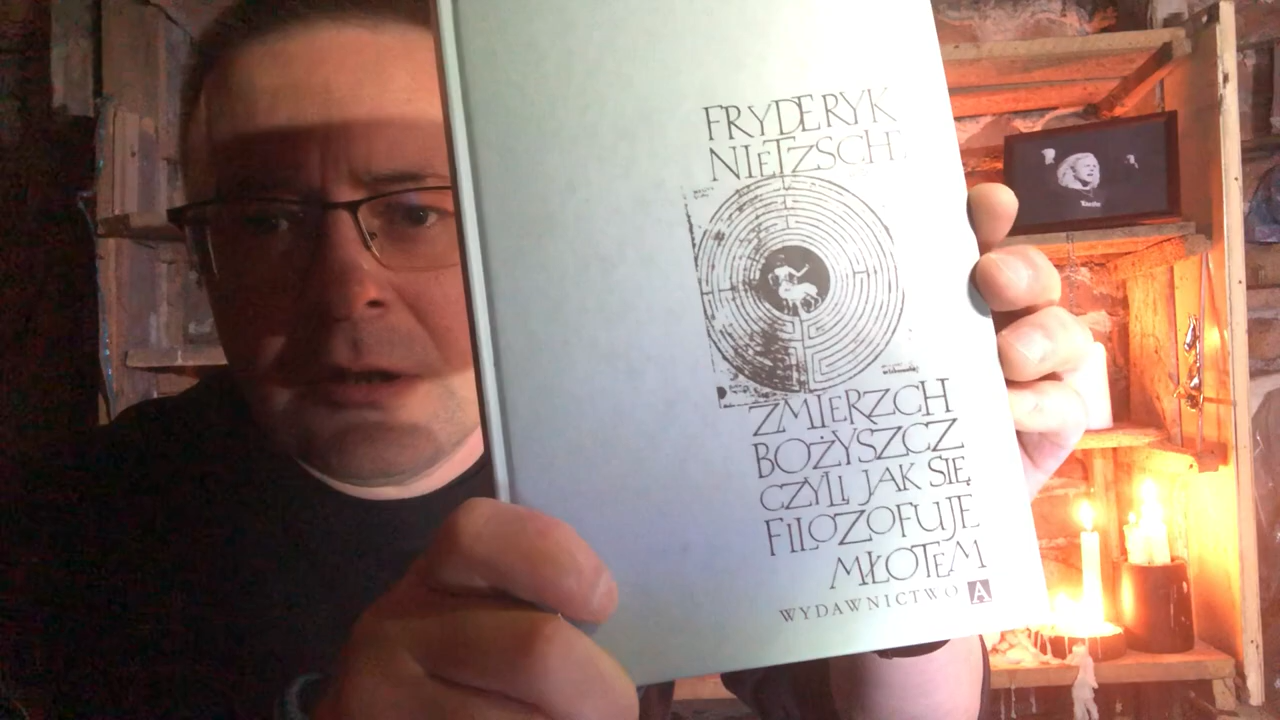 FRYDERYK
NIETZSCHE
ZMIERZCH
BOŻYSZCZ
CZYLI JAK SIĘ
FILOZOFUJE
MŁOTEM
WYDAWNICTWO A